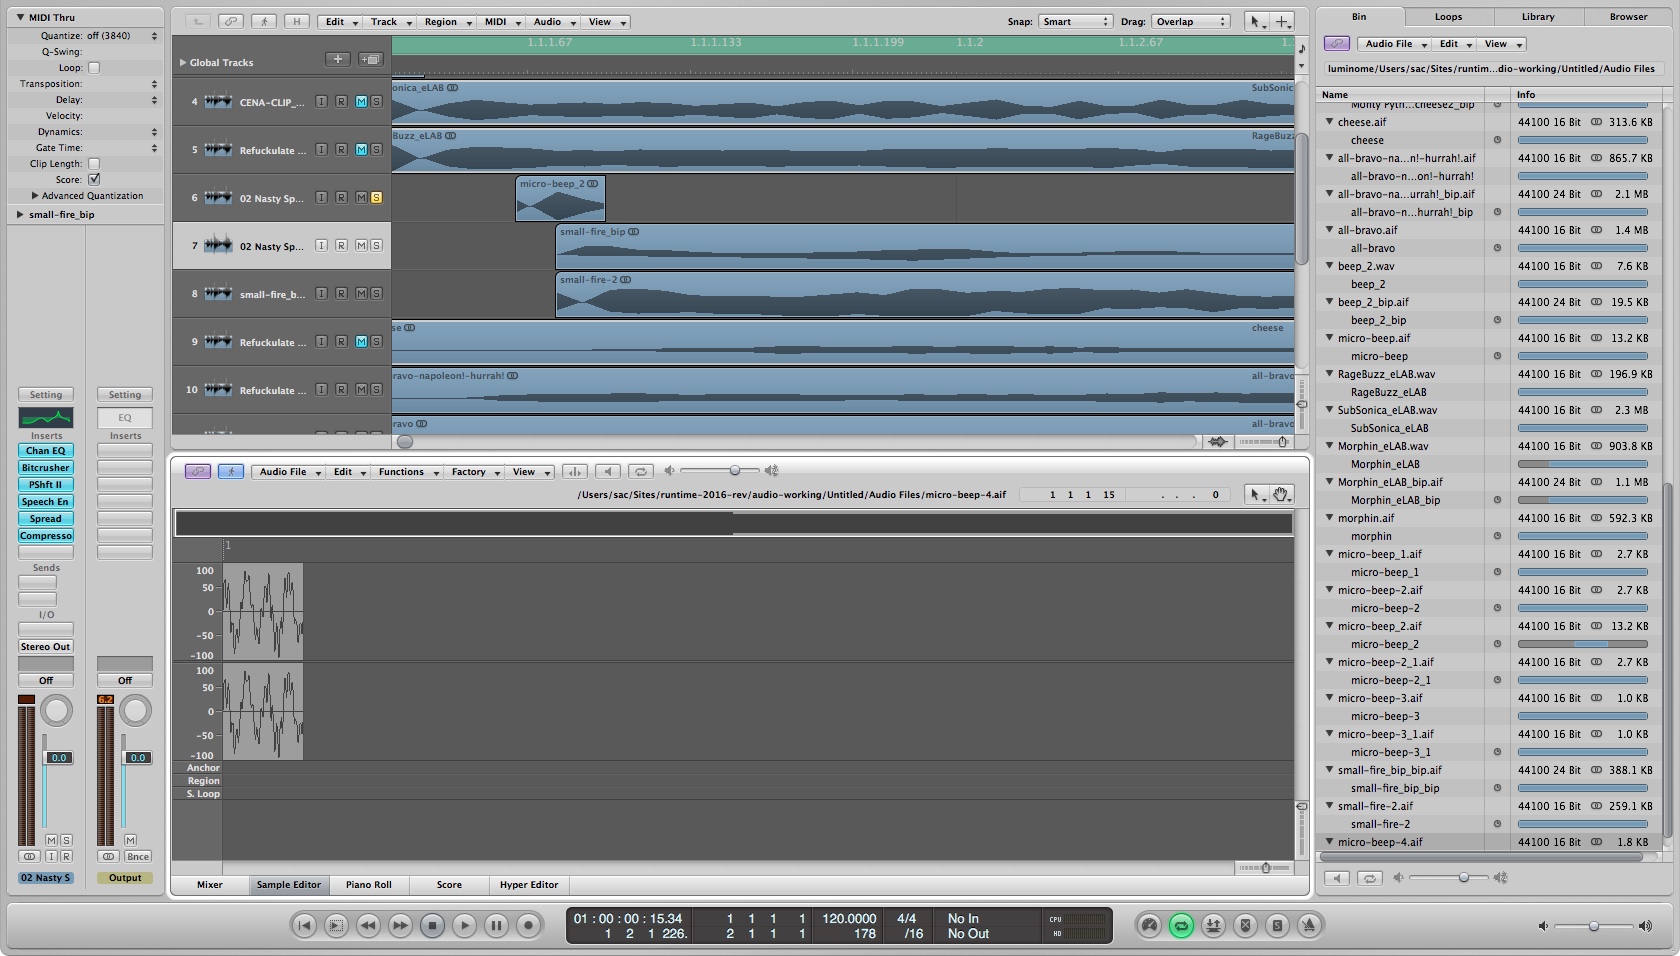 MIDI Thru
Quantize: off (3840)
Q-Swing:
Loop:
Transposition:
Delay:
Velocity:
Dynamics:
Gate Time:
Clip Length:
Score:
Advanced Quantization
small-fire_bip
Setting
Setting
EQ
Inserts
Inserts
Chan EQ
Bitcrusher
PShft II
Speech En
Spread
Compresso
Sends
I/O
Stereo Out
Off
Off
6.2
0.0
0.0
M S
M
I R
Bnce
02 Nasty S
Output
H
Edit
Track
Region
MIDI
Audio
View
Snap: Smart
Drag: Overlap
Global Tracks
1.1.1.67
1.1.1.133
1.1.1.199
1.1.2
1.1.2.67
1.
4 CENA-CLIP_... I R M S
onica_eLAB
SubSonic
5 Refuckulate ... I R M S
Buzz_eLAB
RageBuzz
6 02 Nasty Sp... I R M S
micro-beep_2
7 02 Nasty Sp... I R M S
small-fire_bip
8 small-fire_b... I R M S
small-fire-2
9 Refuckulate ... I R M S
se
cheese
10 Refuckulate ... I R M S
ravo-napoleon!-hurrah!
all-bravo
ravo
all-bravo
Audio File
Edit
Functions
Factory
View
/Users/sac/Sites/runtime-2016-rev/audio-working/Untitled/Audio Files/micro-beep-4.aif
1 1 1 15
. . . 0
1
100
50
0
-50
-100
100
50
0
-50
-100
Anchor
Region
S. Loop
Mixer
Sample Editor
Piano Roll
Score
Hyper Editor
Bin
Loops
Library
Browser
Audio File
Edit
View
luminome/Users/sac/Sites/runtim...dio-working/Untitled/Audio Files
Name
Info
Monty Pyth...cheese2_bip
cheese.aif 44100 16 Bit 313.6 KB
cheese
all-bravo-na...n!-hurrah!.aif 44100 16 Bit 865.7 KB
all-bravo-n...on!-hurrah!
all-bravo-na...urrah!_bip.aif 44100 24 Bit 2.1 MB
all-bravo-n...hurrah!_bip
all-bravo.aif 44100 16 Bit 1.4 MB
all-bravo
beep_2.wav 44100 16 Bit 7.6 KB
beep_2
beep_2_bip.aif 44100 24 Bit 19.5 KB
beep_2_bip
micro-beep.aif 44100 16 Bit 13.2 KB
micro-beep
RageBuzz_eLAB.wav 44100 16 Bit 196.9 KB
RageBuzz_eLAB
SubSonica_eLAB.wav 44100 16 Bit 2.3 MB
SubSonica_eLAB
Morphin_eLAB.wav 44100 16 Bit 903.8 KB
Morphin_eLAB
Morphin_eLAB_bip.aif 44100 24 Bit 1.1 MB
Morphin_eLAB_bip
morphin.aif 44100 16 Bit 592.3 KB
morphin
micro-beep_1.aif 44100 16 Bit 2.7 KB
micro-beep_1
micro-beep-2.aif 44100 16 Bit 2.7 KB
micro-beep-2
micro-beep_2.aif 44100 16 Bit 13.2 KB
micro-beep_2
micro-beep-2_1.aif 44100 16 Bit 2.7 KB
micro-beep-2_1
micro-beep-3.aif 44100 16 Bit 1.0 KB
micro-beep-3
micro-beep-3_1.aif 44100 16 Bit 1.0 KB
micro-beep-3_1
small-fire_bip_bip.aif 44100 24 Bit 388.1 KB
small-fire_bip_bip
small-fire-2.aif 44100 16 Bit 259.1 KB
small-fire-2
micro-beep-4.aif 44100 16 Bit 1.8 KB
01 : 00 : 00 : 15.34
1 2 1 226.
1 1 1 1
2 1 1 1
120.0000
178
4/4
/16
No In
No Out
CPU
HD
S